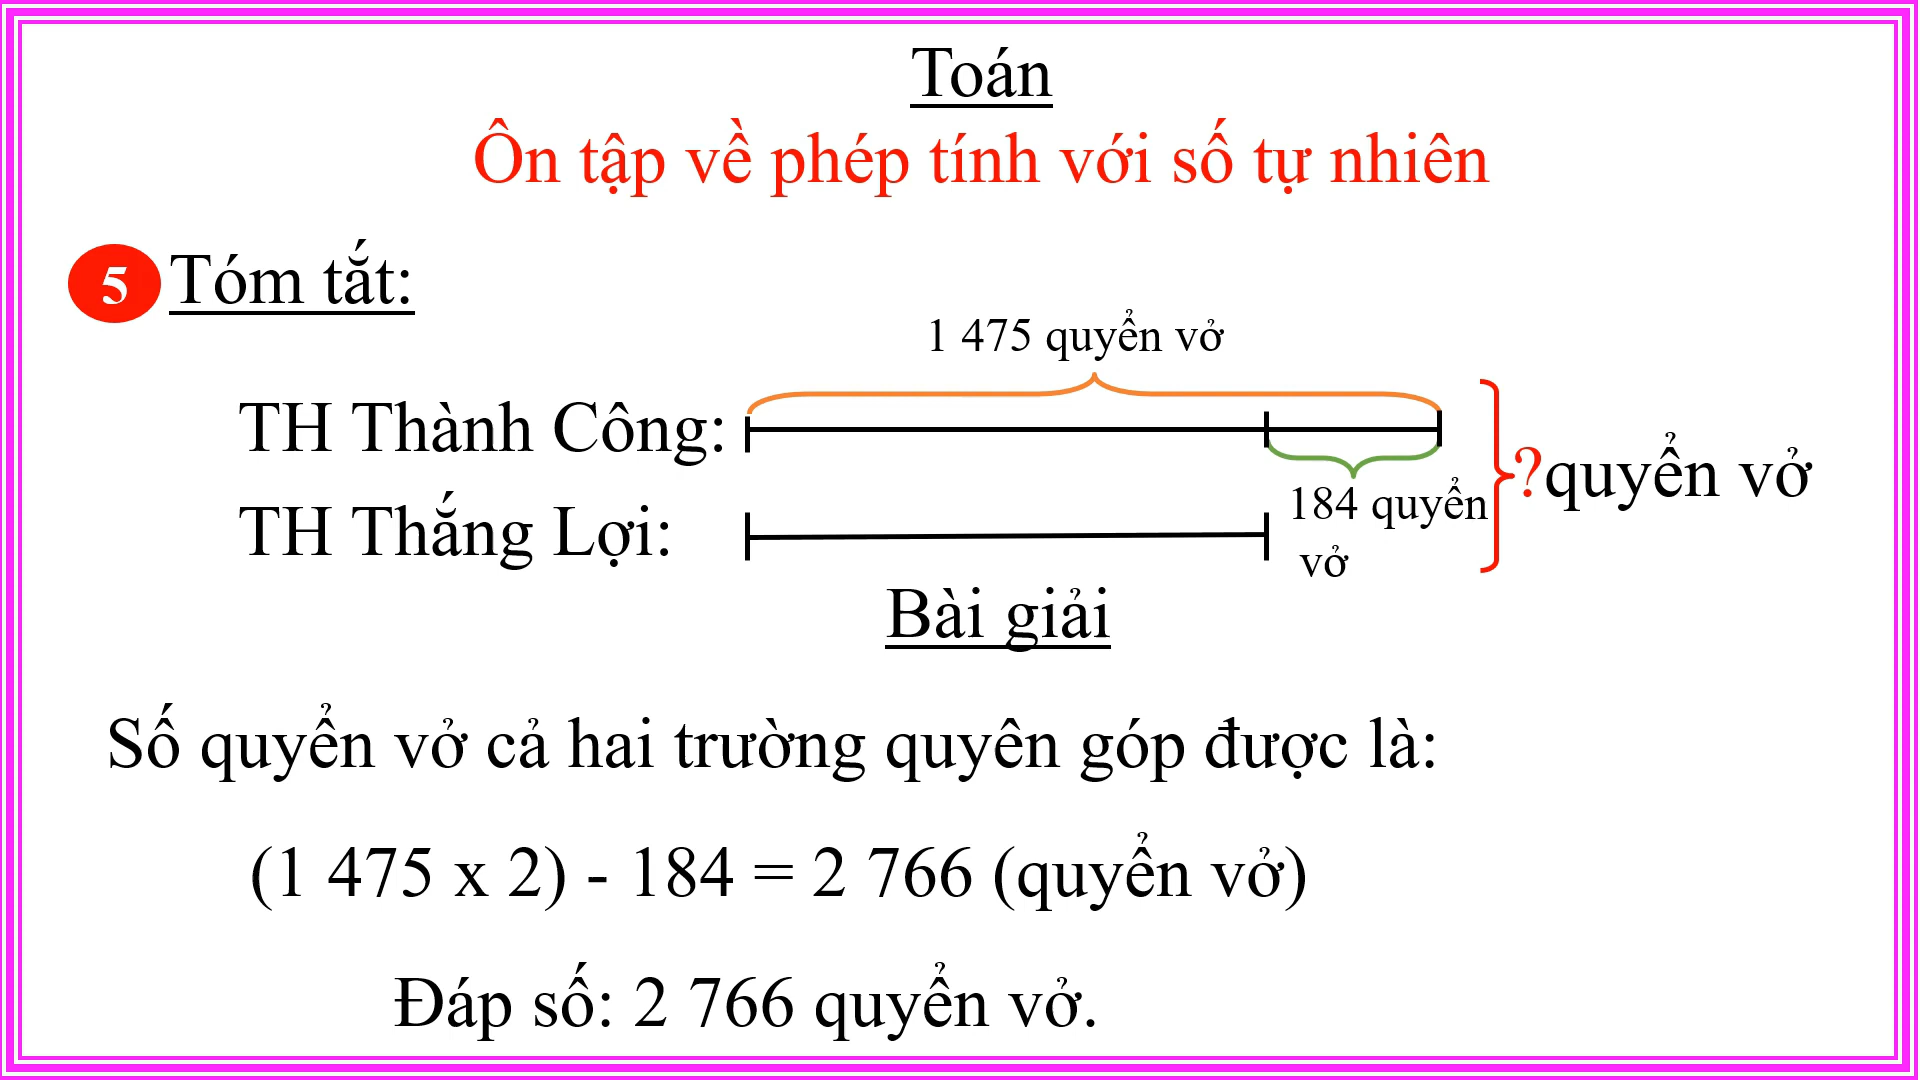 Toán
Ôn tập về phép tính với số tự nhiên
5 Tóm tắt:
1 475 quyển vở
TH Thành Công:
?quyển vở
184 quyển
vở
TH Thắng Lợi:
Bài giải
Số quyển vở cả hai trường quyên góp được là:
(1 475 x 2) - 184 = 2 766 (quyển vở)
Đáp số: 2 766 quyển vở.